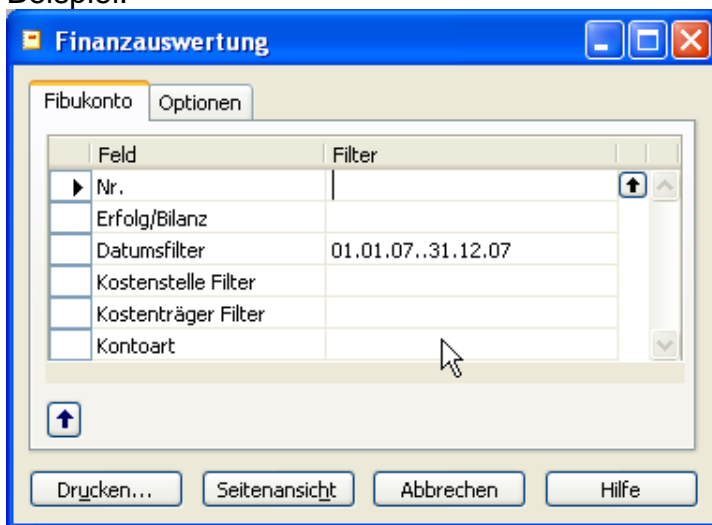 Beispiel:
Finanzauswertung
Fibukonto Optionen
Feld Filter
Nr.
Erfolg/Bilanz
Datumsfilter 01.01.07..31.12.07
Kostenstelle Filter
Kostenträger Filter
Kontoart
Drucken... Seitenansicht Abbrechen Hilfe